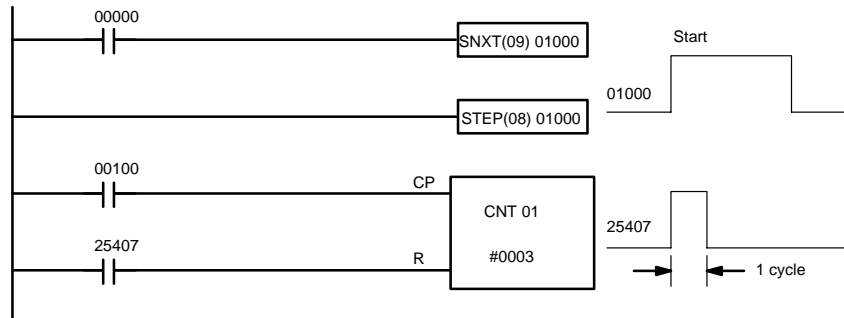 00000
SNXT(09) 01000
Start
01000
STEP(08) 01000
00100
CP
CNT 01
25407
25407
R
#0003
1 cycle